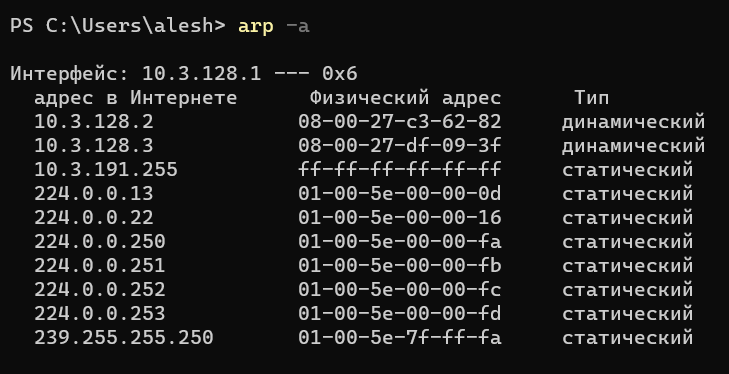 PS C:\Users\alesh> arp -a
Интерфейс: 10.3.128.1 --- 0x6
адрес в Интернете Физический адрес Тип
10.3.128.2 08-00-27-c3-62-82 динамический
10.3.128.3 08-00-27-df-09-3f динамический
10.3.191.255 ff-ff-ff-ff-ff-ff статический
224.0.0.13 01-00-5e-00-00-0d статический
224.0.0.22 01-00-5e-00-00-16 статический
224.0.0.250 01-00-5e-00-00-fa статический
224.0.0.251 01-00-5e-00-00-fb статический
224.0.0.252 01-00-5e-00-00-fc статический
224.0.0.253 01-00-5e-00-00-fd статический
239.255.255.250 01-00-5e-7f-ff-fa статический